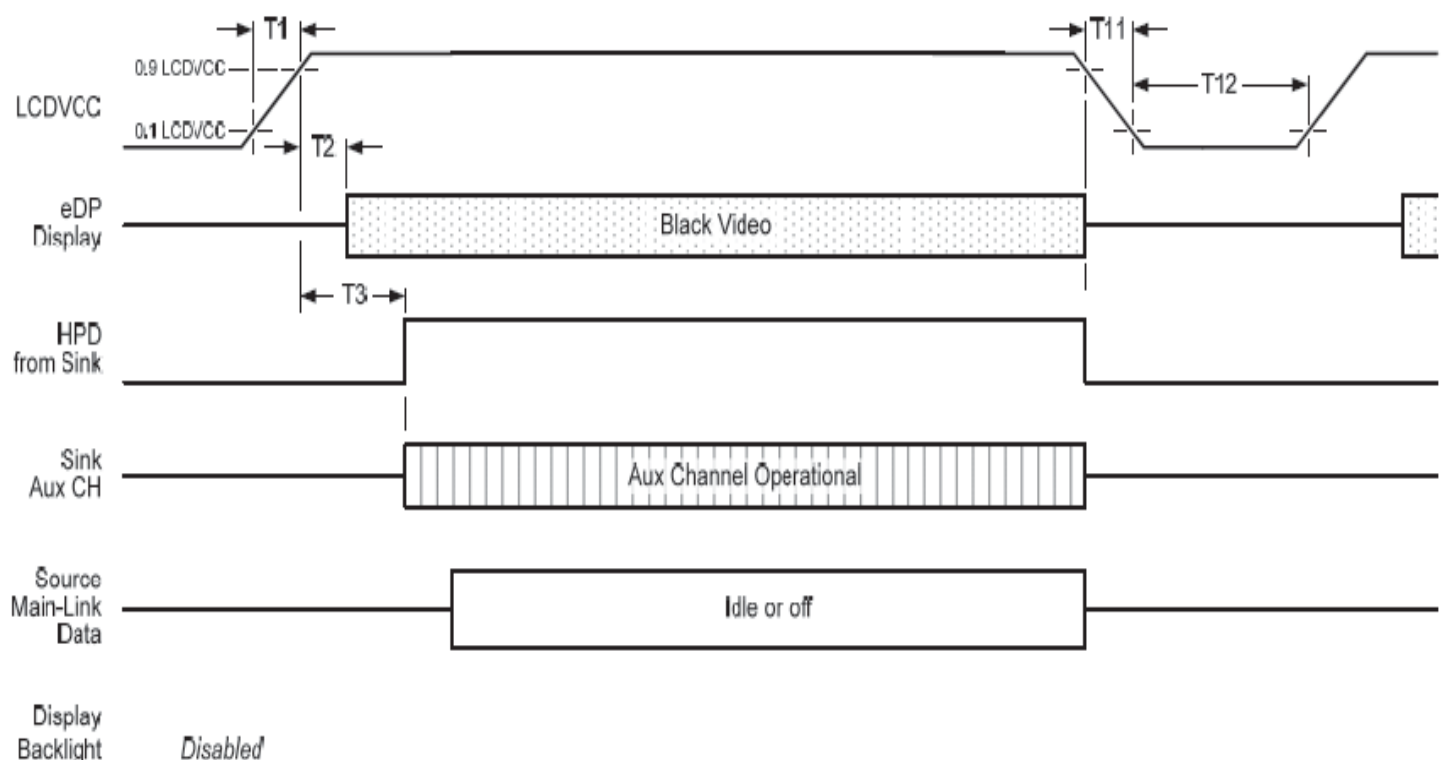 T1
T11
0.9 LCDVCC
T12
LCDVCC
0.1 LCDVCC
T2
eDP
Display
Black Video
T3
HPD
from Sink
Sink
Aux CH
Aux Channel Operational
Source
Main-Link
Data
Idle or off
Display
Backlight
Disabled